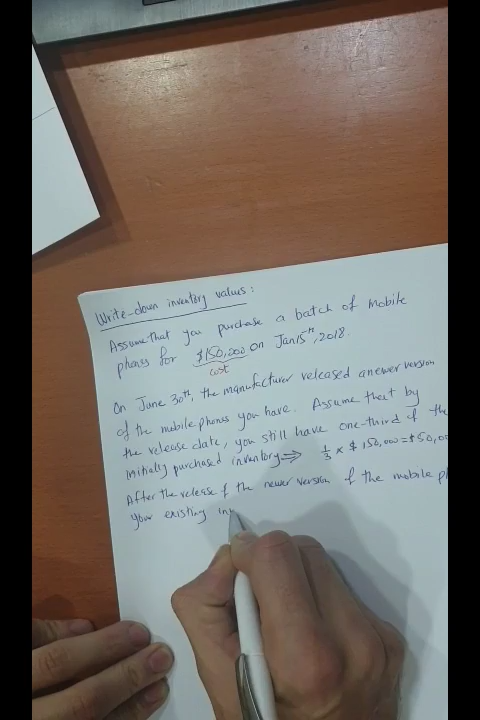 Write-down inventory values:
Assume that you purchase a batch of mobile
phones for $150,000 on Jan 15th, 2018.
cost
On June 30th, the manufacturer released a newer version
of the mobile phones you have. Assume that by
the release date, you still have one-third of the
initially purchased inventory ⇒ 1/3 × $150,000 = $50,00
After the release of the newer version of the mobile ph
your existing in